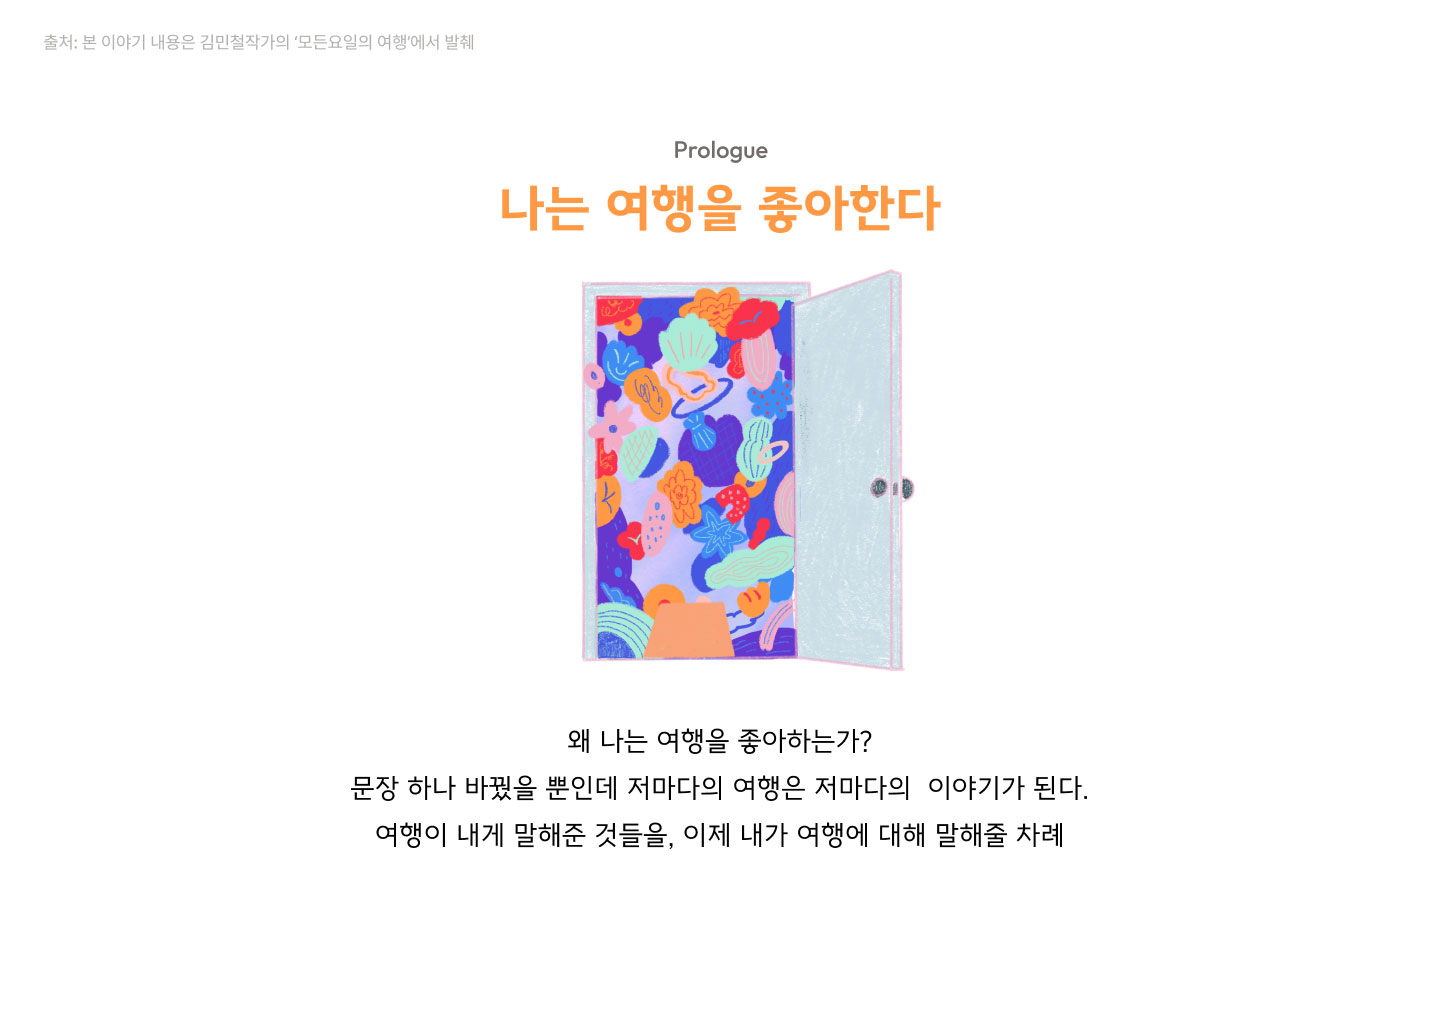 출처: 본 이야기 내용은 김민철작가의 ‘모든요일의 여행’에서 발췌
Prologue
나는 여행을 좋아한다
왜 나는 여행을 좋아하는가?
문장 하나 바꿨을 뿐인데 저마다의 여행은 저마다의  이야기가 된다.
여행이 내게 말해준 것들을, 이제 내가 여행에 대해 말해줄 차례